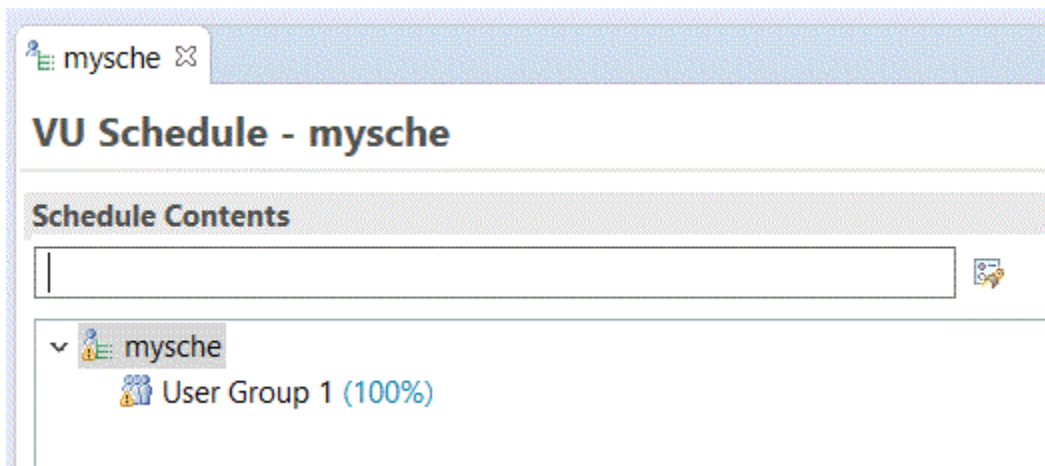 mysche
VU Schedule - mysche
Schedule Contents
mysche
User Group 1 (100%)